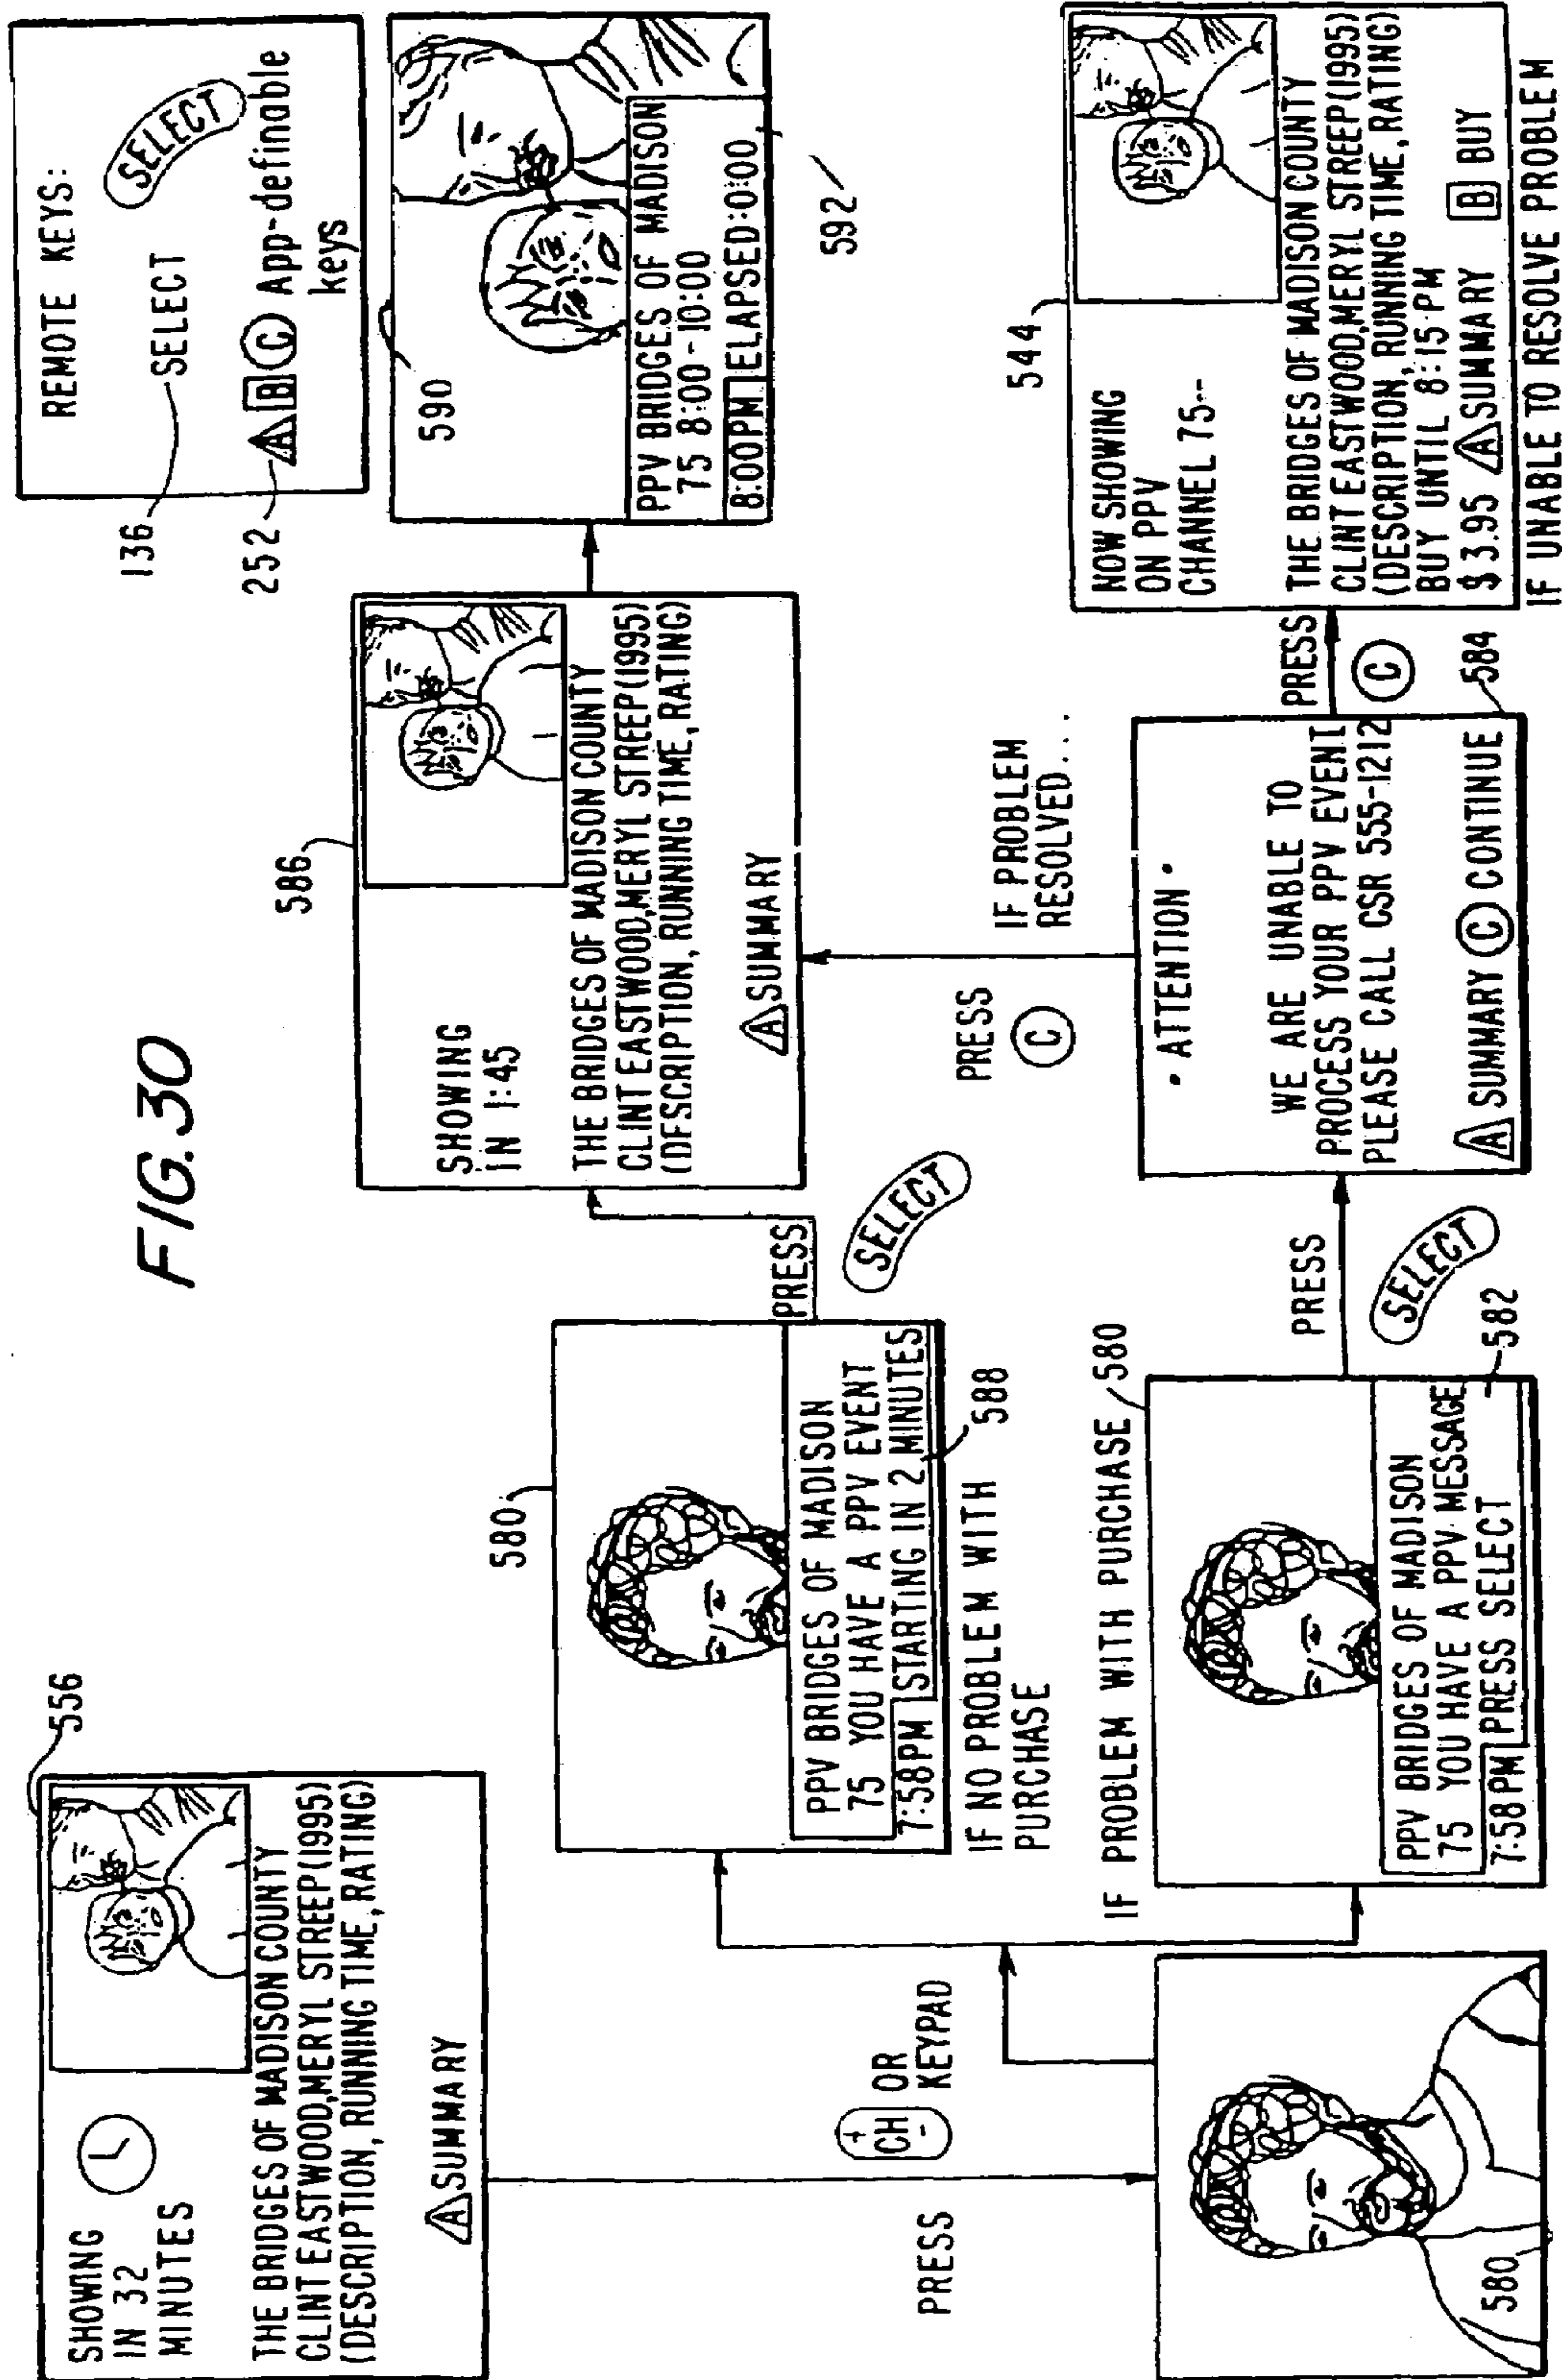 FIG.30
556
SHOWING
IN 32
MINUTES
THE BRIDGES OF MADISON COUNTY
CLINT EASTWOOD,MERYL STREEP(1995)
(DESCRIPTION, RUNNING TIME, RATING)
A SUMMARY
PRESS
+
CH
-
OR
KEYPAD
580
580
PPV BRIDGES OF MADISON
75 YOU HAVE A PPV EVENT
7:58PM STARTING IN 2 MINUTES
588
IF NO PROBLEM WITH
PURCHASE
IF PROBLEM WITH PURCHASE
580
PPV BRIDGES OF MADISON
75 YOU HAVE A PPV MESSAGE
7:58PM PRESS SELECT
582
PRESS
SELECT
PRESS
SELECT
586
SHOWING
IN 1:45
THE BRIDGES OF MADISON COUNTY
CLINT EASTWOOD,MERYL STREEP(1995)
(DESCRIPTION, RUNNING TIME, RATING)
A SUMMARY
PRESS
C
IF PROBLEM
RESOLVED...
• ATTENTION •
WE ARE UNABLE TO
PROCESS YOUR PPV EVENT
PLEASE CALL CSR 555-1212
A SUMMARY C CONTINUE
584
PRESS
C
REMOTE KEYS:
136
SELECT
SELECT
252
A B C App-definable
keys
590
PPV BRIDGES OF MADISON
75 8:00-10:00
8:00PM ELAPSED:0:00
592
544
NOW SHOWING
ON PPV
CHANNEL 75--
THE BRIDGES OF MADISON COUNTY
CLINT EASTWOOD,MERYL STREEP(1995)
(DESCRIPTION, RUNNING TIME, RATING)
BUY UNTIL 8:15 PM
$3.95 A SUMMARY B BUY
IF UNABLE TO RESOLVE PROBLEM